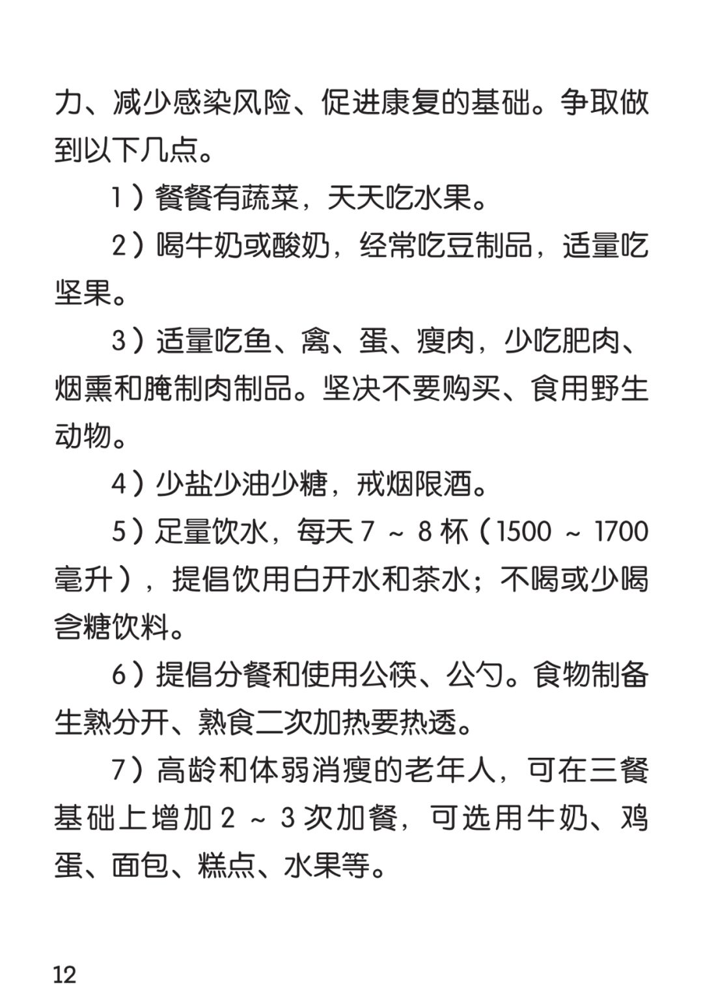 力、减少感染风险、促进康复的基础。争取做
到以下几点。
1）餐餐有蔬菜，天天吃水果。
2）喝牛奶或酸奶，经常吃豆制品，适量吃
坚果。
3）适量吃鱼、禽、蛋、瘦肉，少吃肥肉、
烟熏和腌制肉制品。坚决不要购买、食用野生
动物。
4）少盐少油少糖，戒烟限酒。
5）足量饮水，每天 7 ~ 8 杯（1500 ~ 1700
毫升），提倡饮用白开水和茶水；不喝或少喝
含糖饮料。
6）提倡分餐和使用公筷、公勺。食物制备
生熟分开、熟食二次加热要热透。
7）高龄和体弱消瘦的老年人，可在三餐
基础上增加 2 ~ 3 次加餐，可选用牛奶、鸡
蛋、面包、糕点、水果等。
12